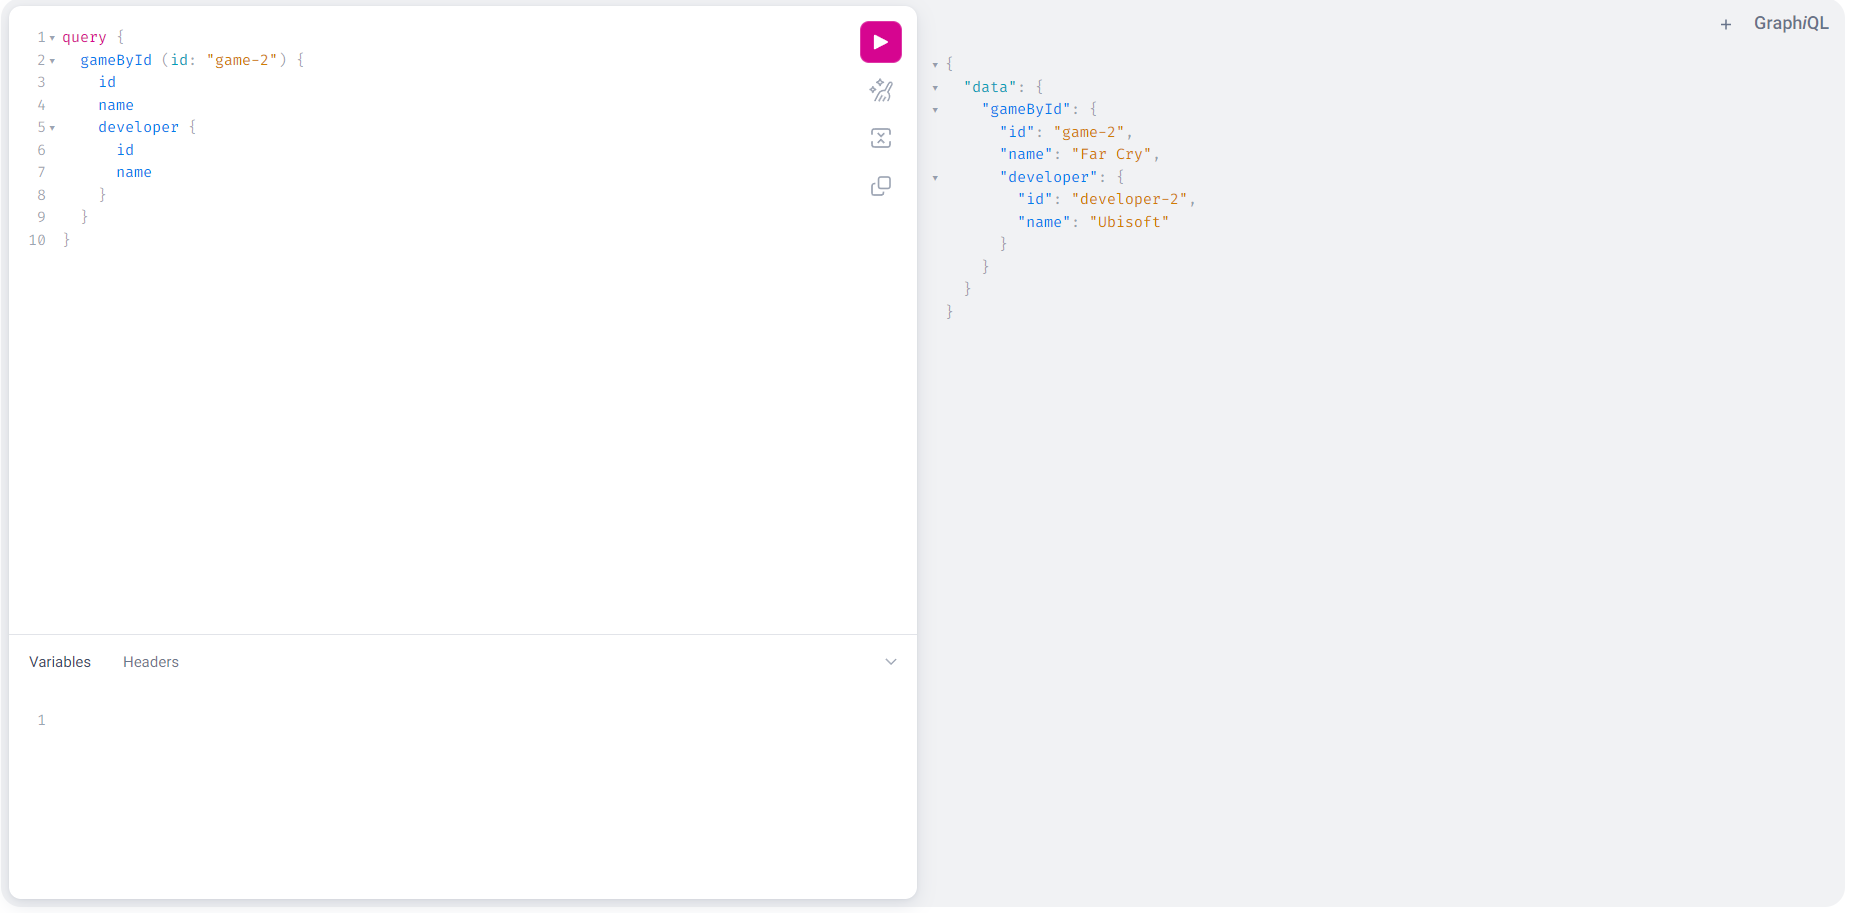 1 query {
2   gameById (id: "game-2") {
3     id
4     name
5     developer {
6       id
7       name
8     }
9   }
10 }
Variables Headers
1
+ GraphiQL
{
  "data": {
    "gameById": {
      "id": "game-2",
      "name": "Far Cry",
      "developer": {
        "id": "developer-2",
        "name": "Ubisoft"
      }
    }
  }
}